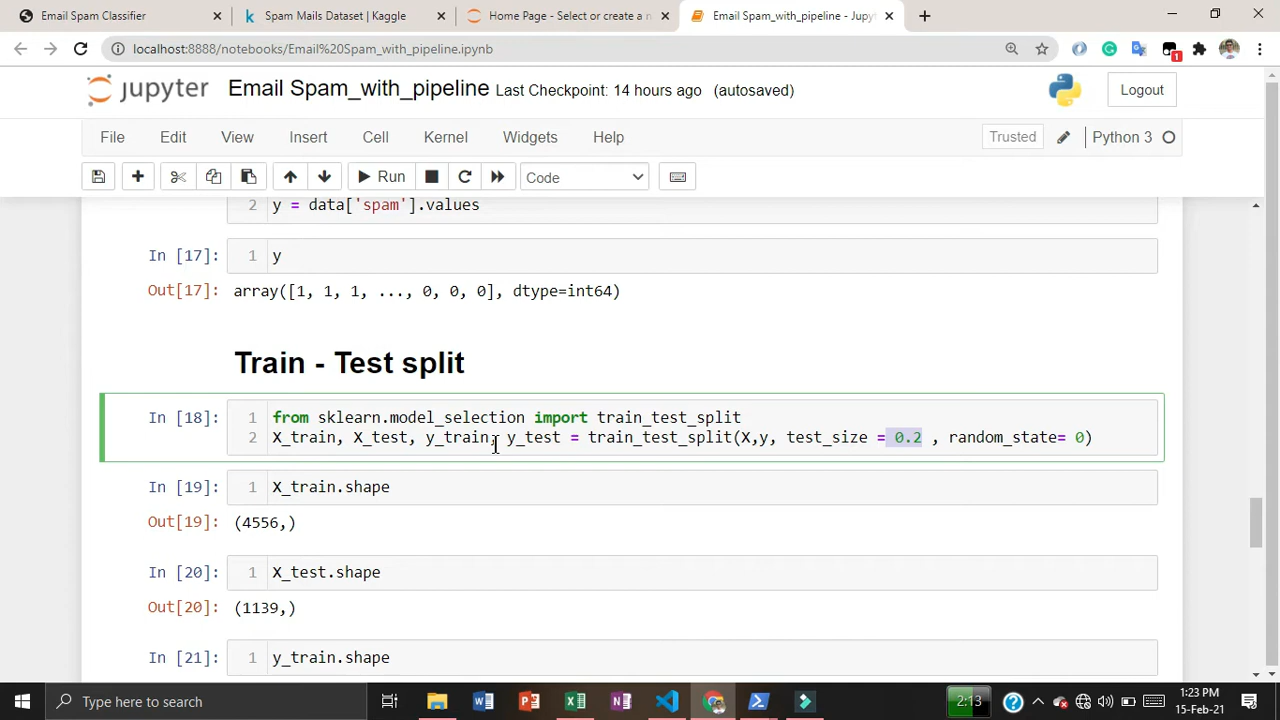 Email Spam Classifier
Spam Mails Dataset | Kaggle
Home Page - Select or create a n
Email Spam_with_pipeline - Jupyt
localhost:8888/notebooks/Email%20Spam_with_pipeline.ipynb
1
jupyter Email Spam_with_pipeline Last Checkpoint: 14 hours ago (autosaved)
Logout
File Edit View Insert Cell Kernel Widgets Help
Trusted Python 3
Run Code
2 y = data['spam'].values
In [17]: 1 y
Out[17]: array([1, 1, 1, ..., 0, 0, 0], dtype=int64)
Train - Test split
In [18]: 1 from sklearn.model_selection import train_test_split
2 X_train, X_test, y_train, y_test = train_test_split(X,y, test_size = 0.2 , random_state= 0)
In [19]: 1 X_train.shape
Out[19]: (4556,)
In [20]: 1 X_test.shape
Out[20]: (1139,)
In [21]: 1 y_train.shape
Type here to search
2:13
1:23 PM
15-Feb-21